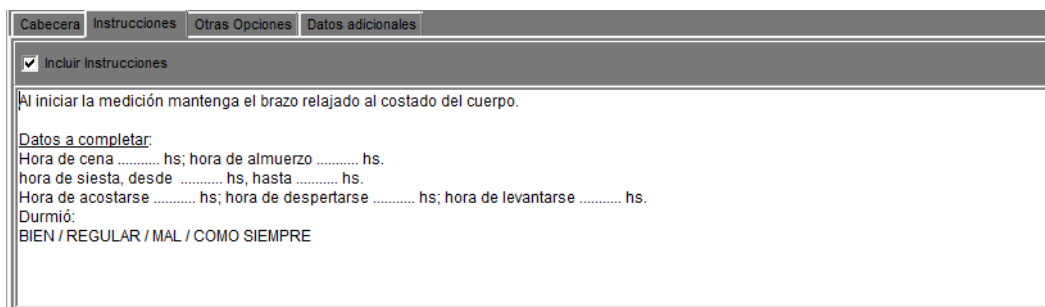 Cabecera Instrucciones Otras Opciones Datos adicionales
Incluir Instrucciones
Al iniciar la medición mantenga el brazo relajado al costado del cuerpo.
Datos a completar:
Hora de cena ........... hs; hora de almuerzo ........... hs.
hora de siesta, desde ........... hs, hasta ........... hs.
Hora de acostarse ........... hs; hora de despertarse ........... hs; hora de levantarse ........... hs.
Durmió:
BIEN / REGULAR / MAL / COMO SIEMPRE